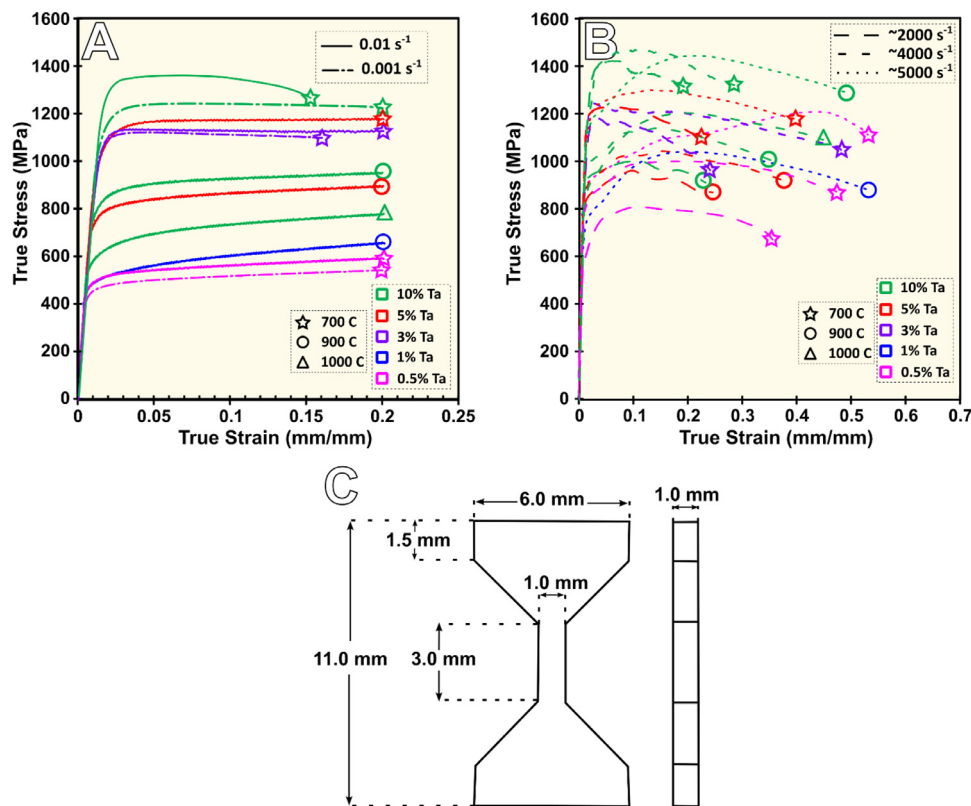 A
1600
1400
1200
1000
800
600
400
200
0
True Stress (MPa)
0 0.05 0.1 0.15 0.2 0.25
True Strain (mm/mm)
0.01 s⁻¹
0.001 s⁻¹
700 C
900 C
1000 C
10% Ta
5% Ta
3% Ta
1% Ta
0.5% Ta
B
1600
1400
1200
1000
800
600
400
200
0
True Stress (MPa)
0 0.1 0.2 0.3 0.4 0.5 0.6 0.7
True Strain (mm/mm)
~2000 s⁻¹
~4000 s⁻¹
~5000 s⁻¹
700 C
900 C
1000 C
10% Ta
5% Ta
3% Ta
1% Ta
0.5% Ta
C
6.0 mm
1.0 mm
1.5 mm
1.0 mm
11.0 mm
3.0 mm